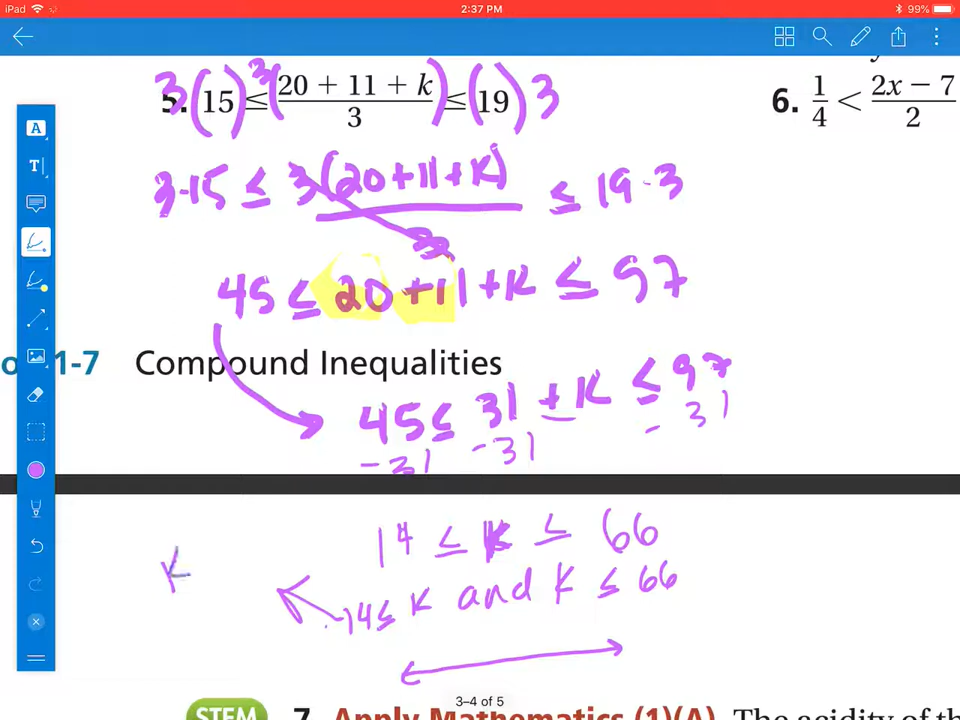 iPad 2:37 PM 99%
3( ) 3( ) ( ) 3
5. 15 ≤ (20 + 11 + k)/3 ≤ 19
6. 1/4 < (2x − 7)/2
3·15 ≤ 3(20+11+K)/3 ≤ 19·3
45 ≤ 20+11+K ≤ 97
1-7 Compound Inequalities
45 ≤ 31 + K ≤ 97
-31 -31 - 31
14 ≤ K ≤ 66
K
14 ≤ K and K ≤ 66
3–4 of 5
STEM 7. Apply Mathematics (1)(A) The acidity of the
A
T